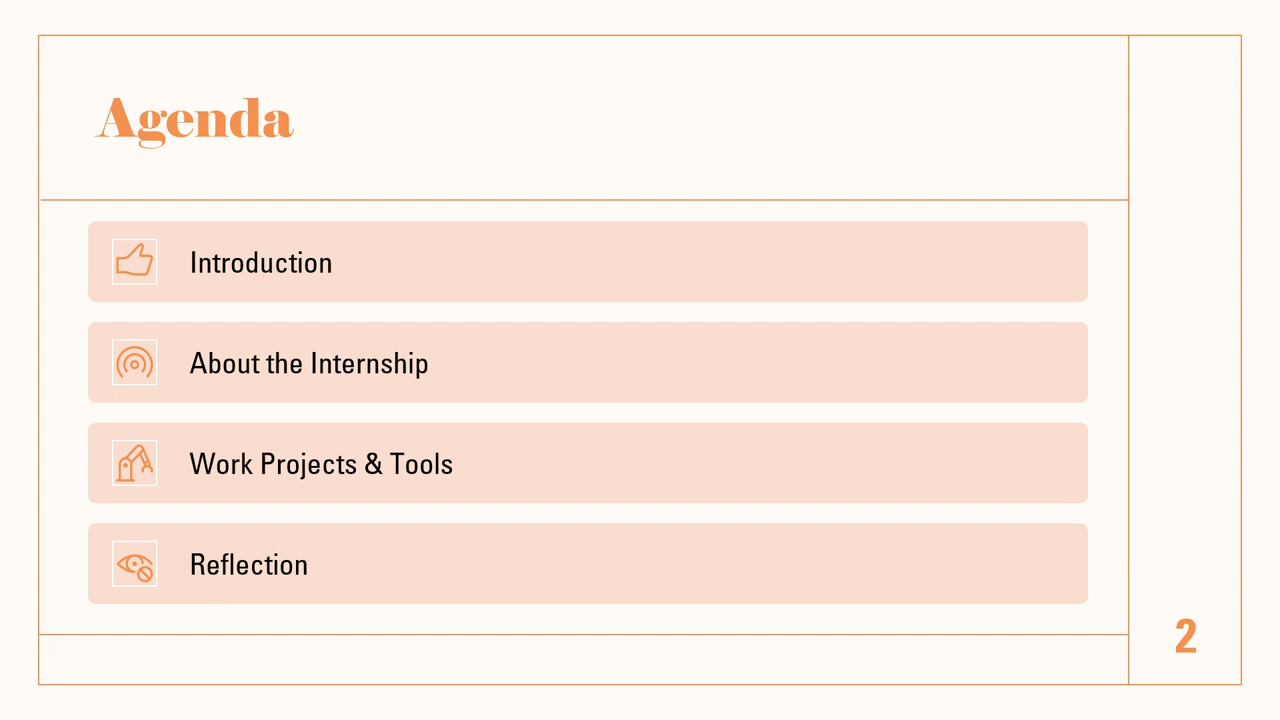 Agenda
Introduction
About the Internship
Work Projects & Tools
Reflection
2